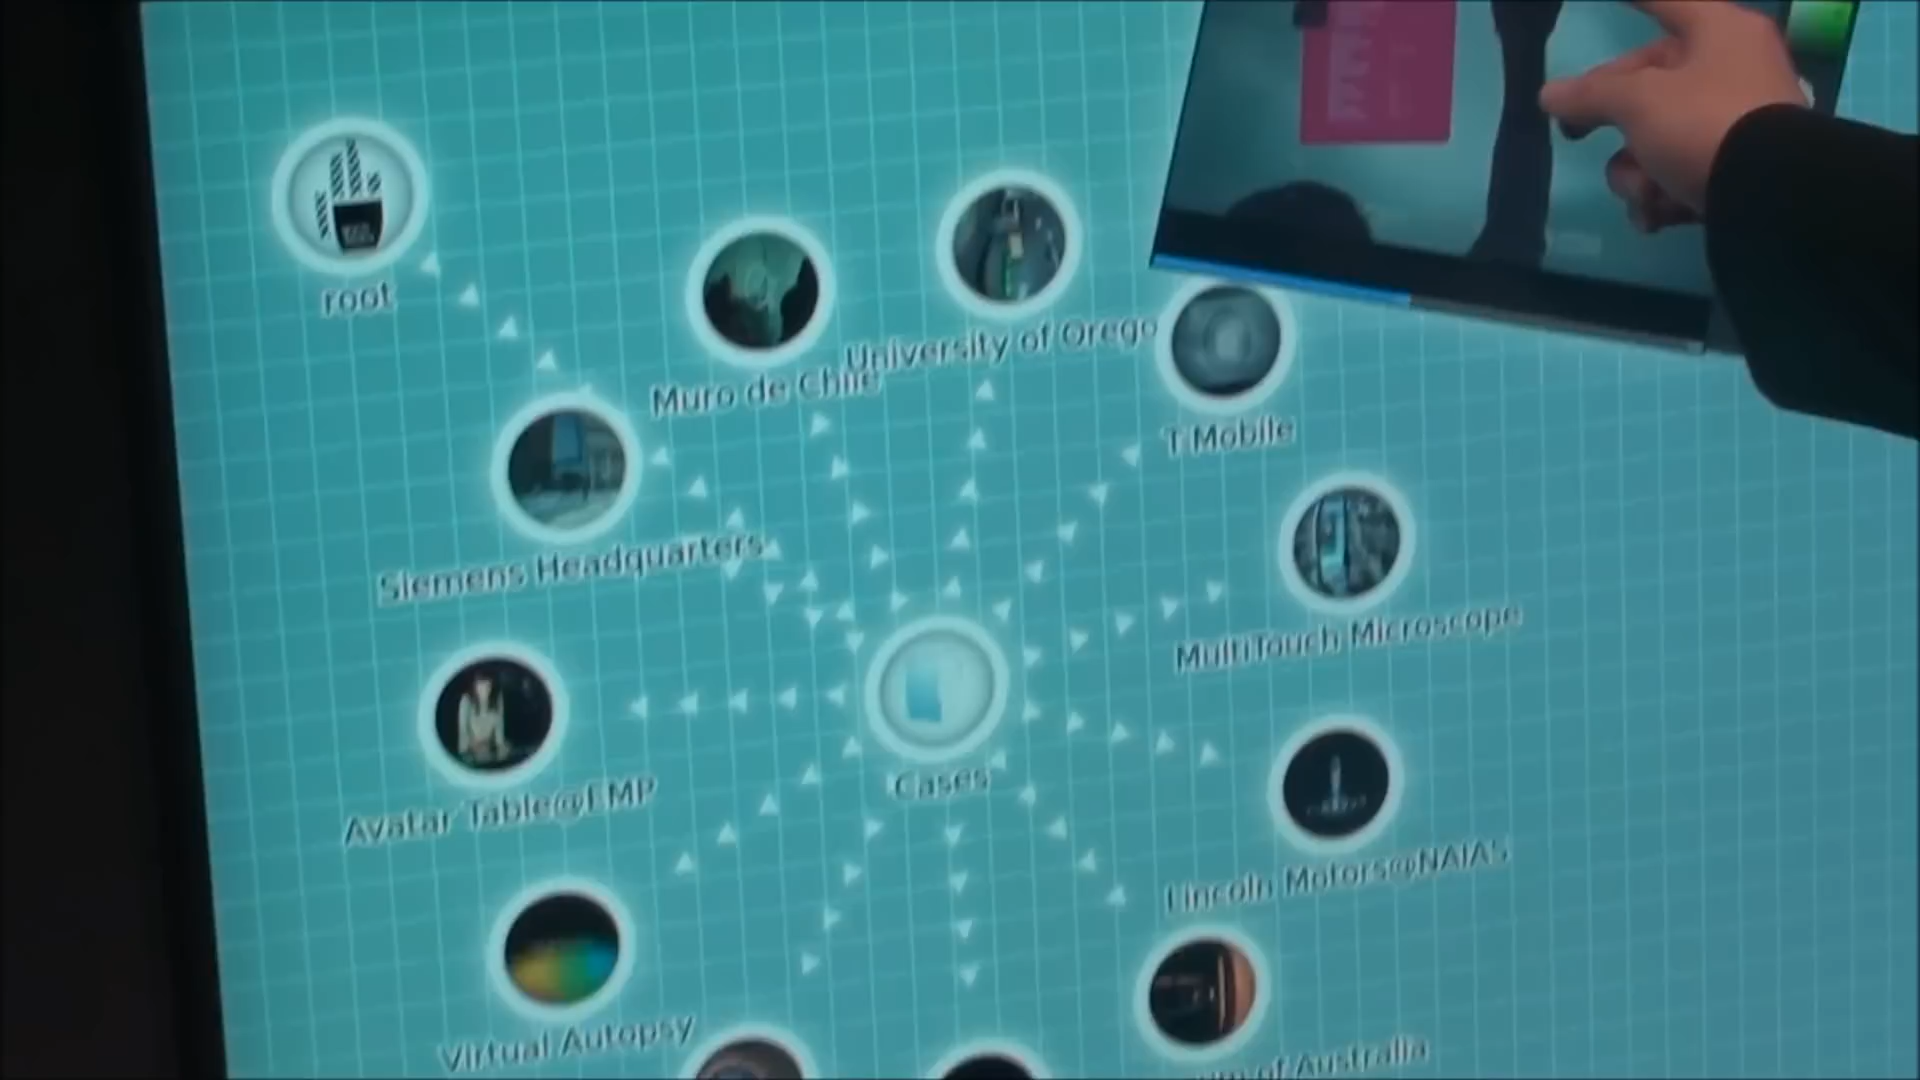 root
University of Orego
Muro de Chile
T Mobile
Siemens Headquarters
MultiTouch Microscope
Cases
Avatar Table@EMP
Lincoln Motors@NAIAS
Virtual Autopsy
of Australia